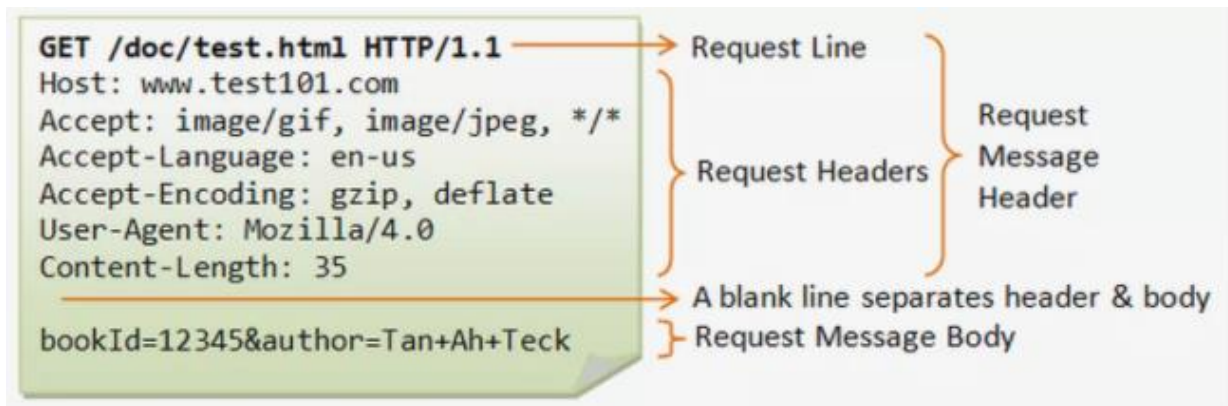 GET /doc/test.html HTTP/1.1
Host: www.test101.com
Accept: image/gif, image/jpeg, */*
Accept-Language: en-us
Accept-Encoding: gzip, deflate
User-Agent: Mozilla/4.0
Content-Length: 35
bookId=12345&author=Tan+Ah+Teck
Request Line
Request Headers
Request
Message
Header
A blank line separates header & body
Request Message Body